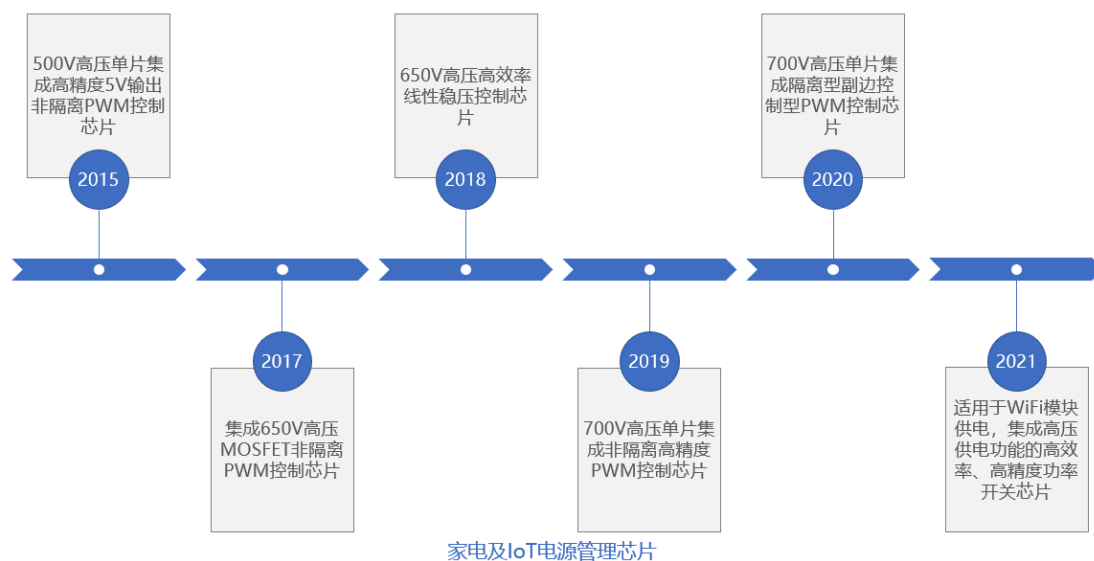 500V高压单片集
成高精度5V输出
非隔离PWM控制
芯片
2015
650V高压高效率
线性稳压控制芯
片
2018
700V高压单片集
成隔离型副边控
制型PWM控制芯
片
2020
2017
集成650V高压
MOSFET非隔离
PWM控制芯片
2019
700V高压单片集
成非隔离高精度
PWM控制芯片
2021
适用于WiFi模块
供电，集成高压
供电功能的高效
率、高精度功率
开关芯片
家电及IoT电源管理芯片